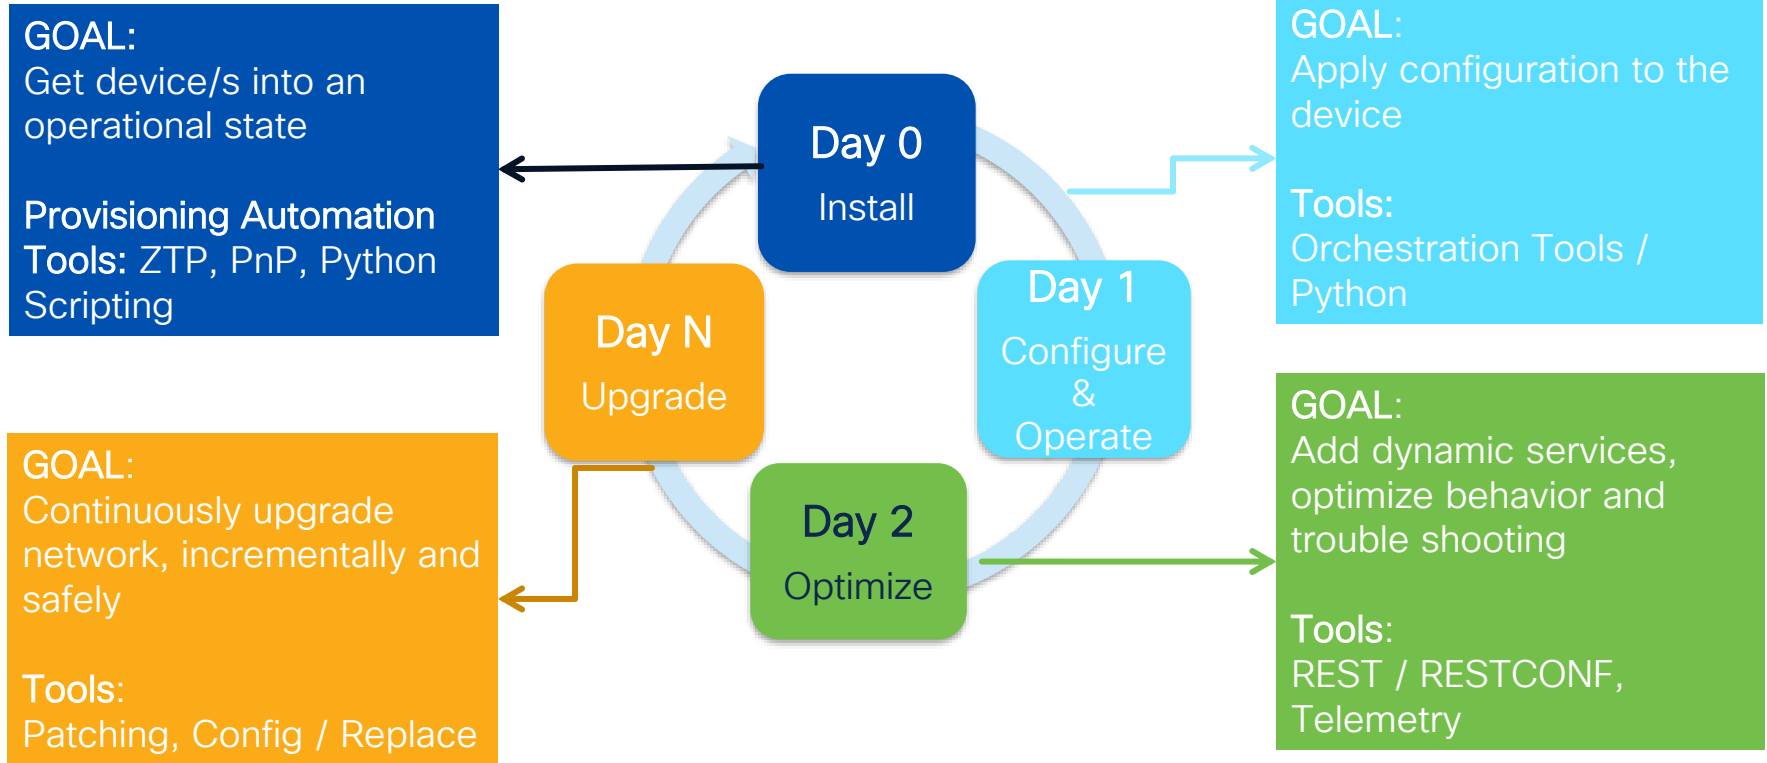 GOAL:
Get device/s into an
operational state
Provisioning Automation
Tools: ZTP, PnP, Python
Scripting
Day 0
Install
GOAL:
Apply configuration to the
device
Tools:
Orchestration Tools /
Python
Day 1
Configure
&
Operate
Day N
Upgrade
Day 2
Optimize
GOAL:
Continuously upgrade
network, incrementally and
safely
Tools:
Patching, Config / Replace
GOAL:
Add dynamic services,
optimize behavior and
trouble shooting
Tools:
REST / RESTCONF,
Telemetry